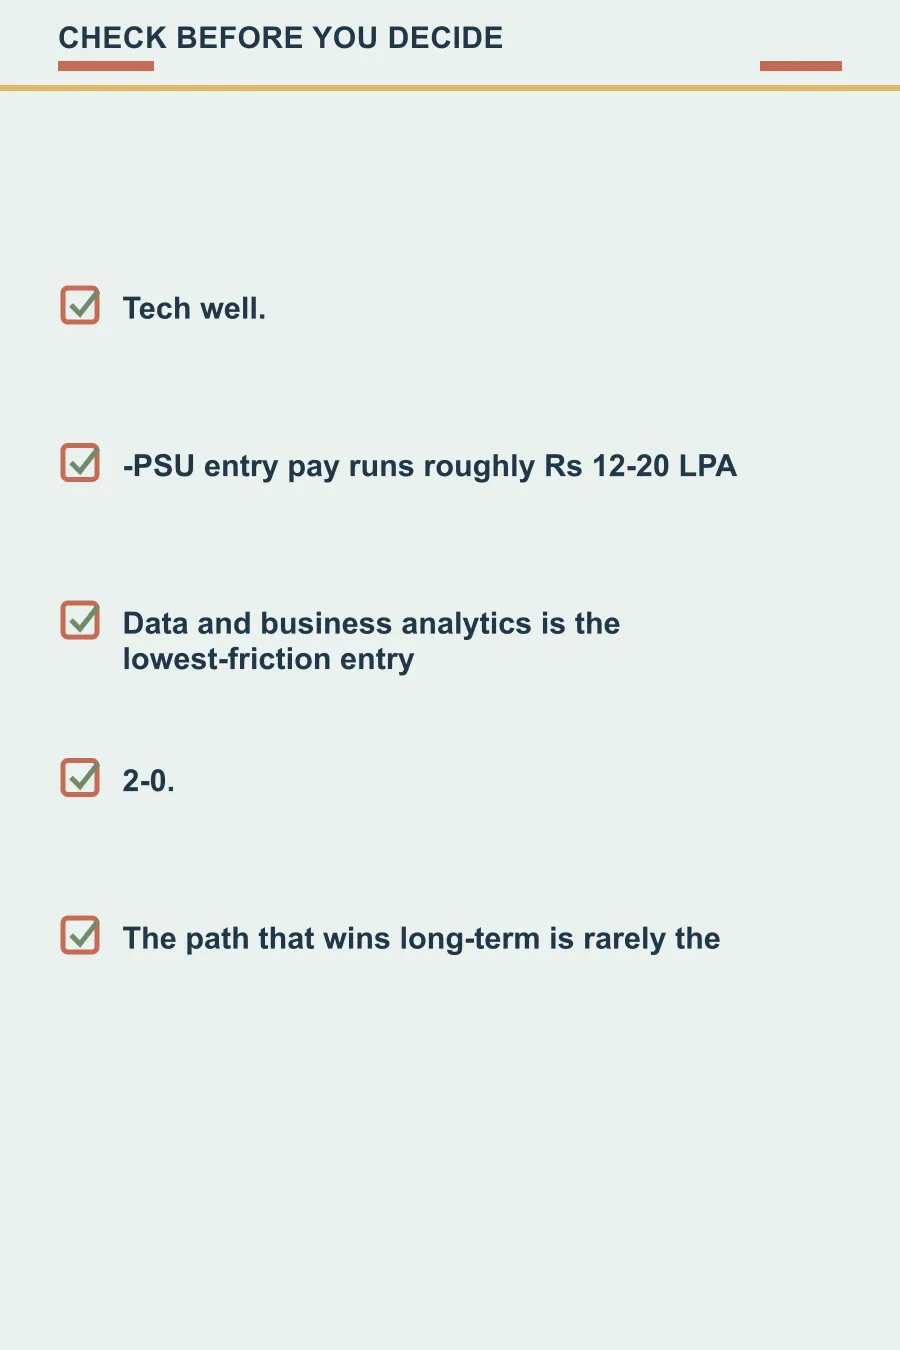 CHECK BEFORE YOU DECIDE
Tech well.
-PSU entry pay runs roughly Rs 12-20 LPA
Data and business analytics is the
lowest-friction entry
2-0.
The path that wins long-term is rarely the